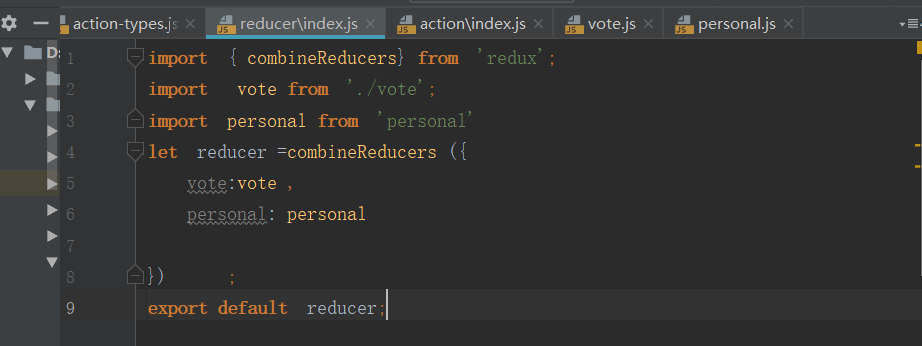 action-types.js
reducer\index.js
action\index.js
vote.js
personal.js
1 import { combineReducers} from 'redux';
2 import vote from './vote';
3 import personal from 'personal'
4 let reducer =combineReducers ({
5 vote:vote ,
6 personal: personal
7
8 }) ;
9 export default reducer;